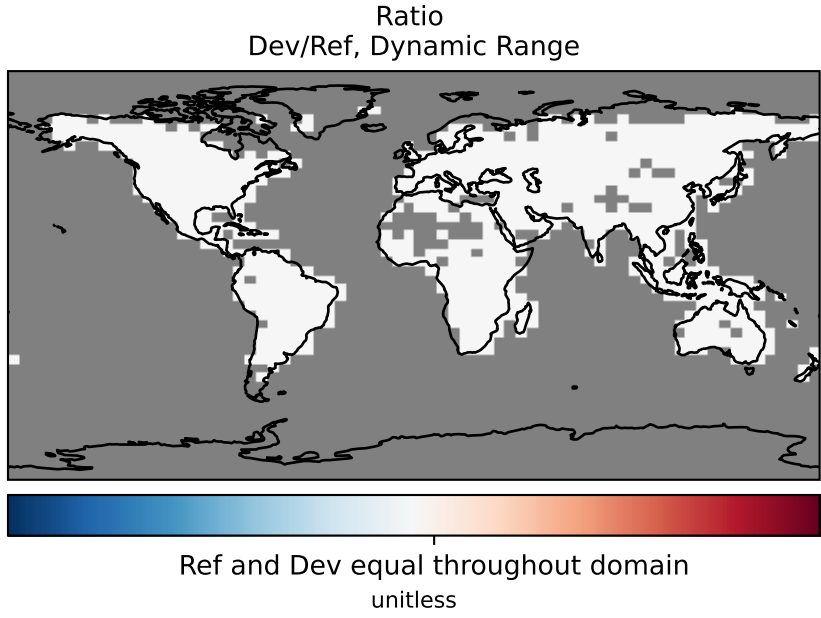 Ratio
Dev/Ref, Dynamic Range
Ref and Dev equal throughout domain
unitless